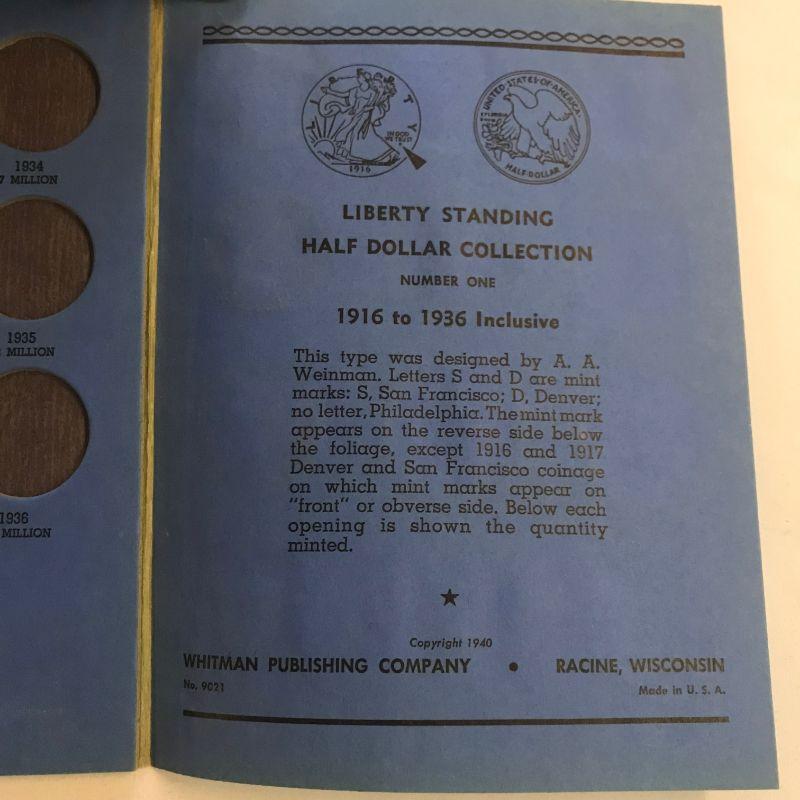 1934
7 MILLION
1935
MILLION
1936
MILLION
LIBERTY
IN GOD
WE TRUST
1916
UNITED STATES OF AMERICA
HALF DOLLAR
LIBERTY STANDING
HALF DOLLAR COLLECTION
NUMBER ONE
1916 to 1936 Inclusive
This type was designed by A. A.
Weinman. Letters S and D are mint
marks: S, San Francisco; D, Denver;
no letter, Philadelphia. The mint mark
appears on the reverse side below
the foliage, except 1916 and 1917
Denver and San Francisco coinage
on which mint marks appear on
"front" or obverse side. Below each
opening is shown the quantity
minted.
Copyright 1940
WHITMAN PUBLISHING COMPANY • RACINE, WISCONSIN
No. 9021
Made in U. S. A.